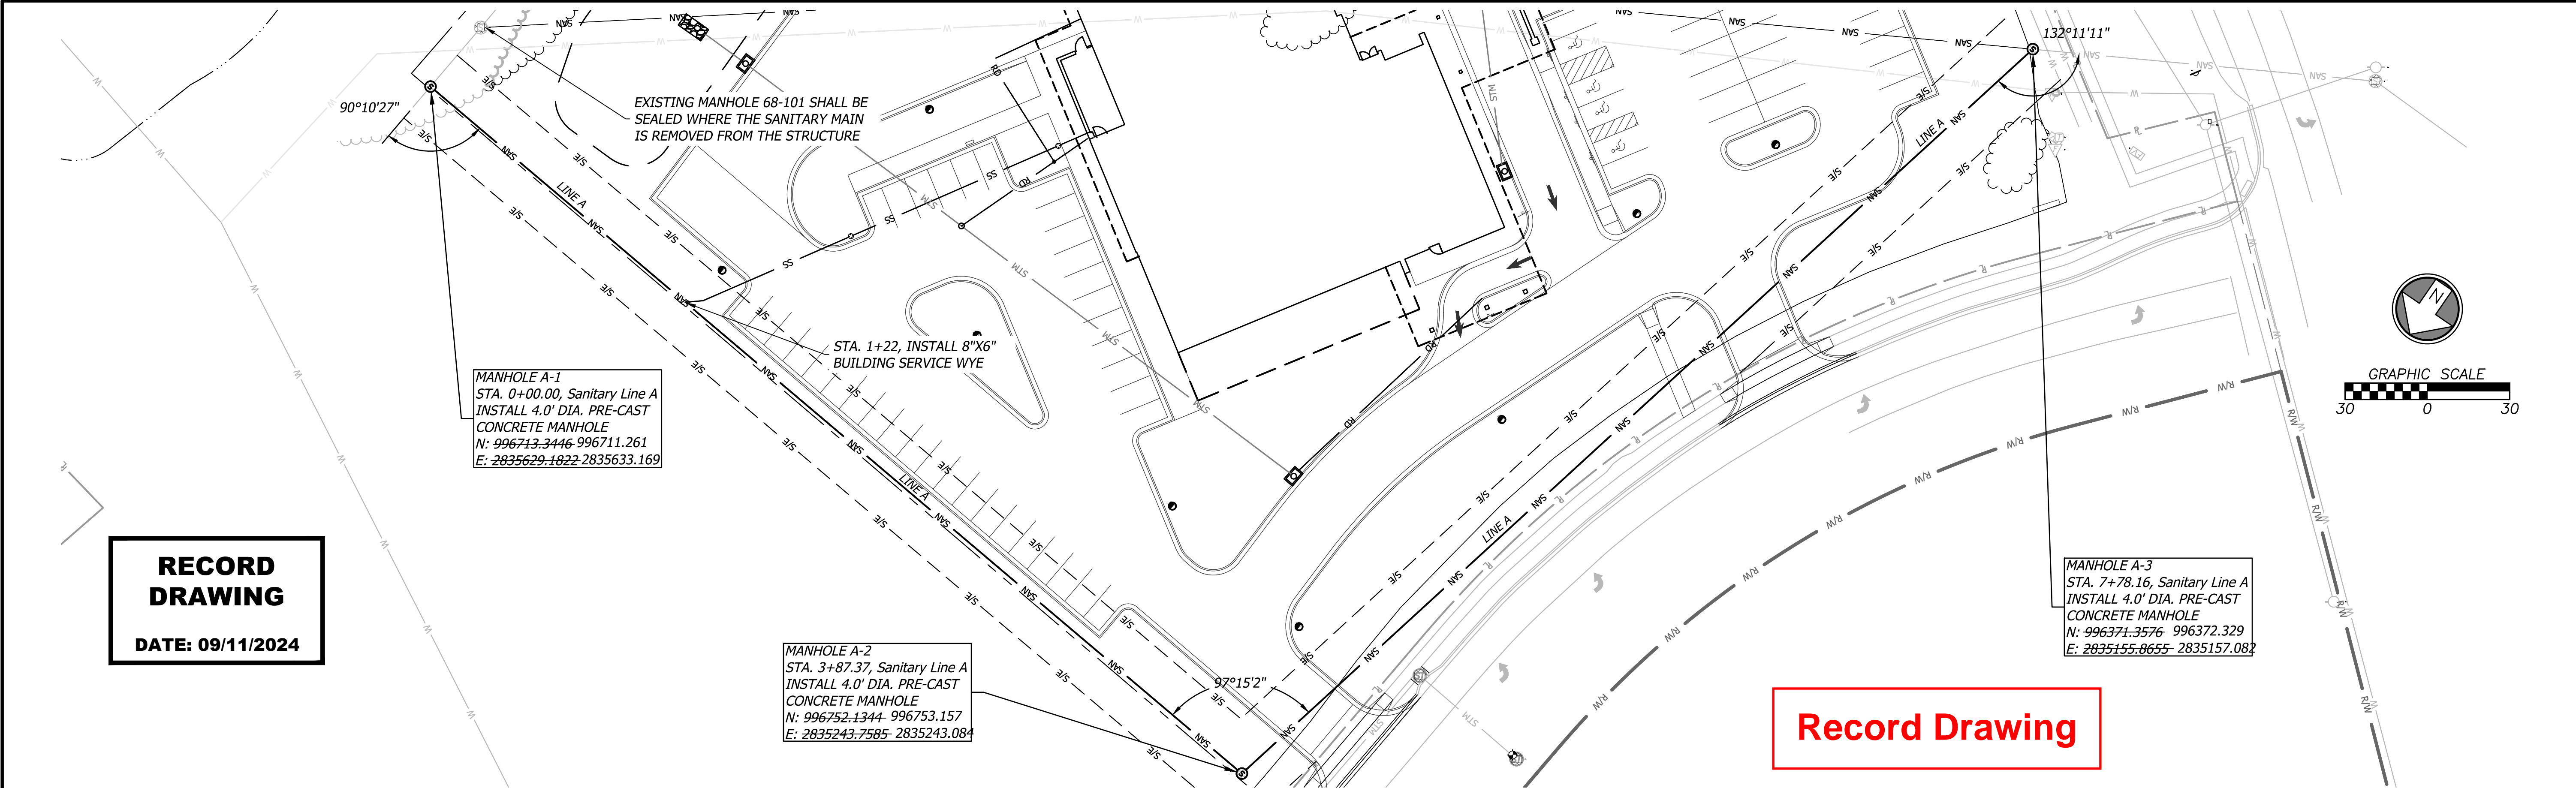 90°10'27"
EXISTING MANHOLE 68-101 SHALL BE
SEALED WHERE THE SANITARY MAIN
IS REMOVED FROM THE STRUCTURE
132°11'11"
LINE A
LINE A
STA. 1+22, INSTALL 8"X6"
BUILDING SERVICE WYE
MANHOLE A-1
STA. 0+00.00, Sanitary Line A
INSTALL 4.0' DIA. PRE-CAST
CONCRETE MANHOLE
N: 996713.3446 996711.261
E: 2835629.1822 2835633.169
N
GRAPHIC SCALE
30 0 30
LINE A
LINE A
RECORD
DRAWING
DATE: 09/11/2024
MANHOLE A-2
STA. 3+87.37, Sanitary Line A
INSTALL 4.0' DIA. PRE-CAST
CONCRETE MANHOLE
N: 996752.1344 996753.157
E: 2835243.7585 2835243.084
97°15'2"
MANHOLE A-3
STA. 7+78.16, Sanitary Line A
INSTALL 4.0' DIA. PRE-CAST
CONCRETE MANHOLE
N: 996371.3576 996372.329
E: 2835155.8655 2835157.082
Record Drawing
SAN
S/E
SS
RD
STM
W
R/W